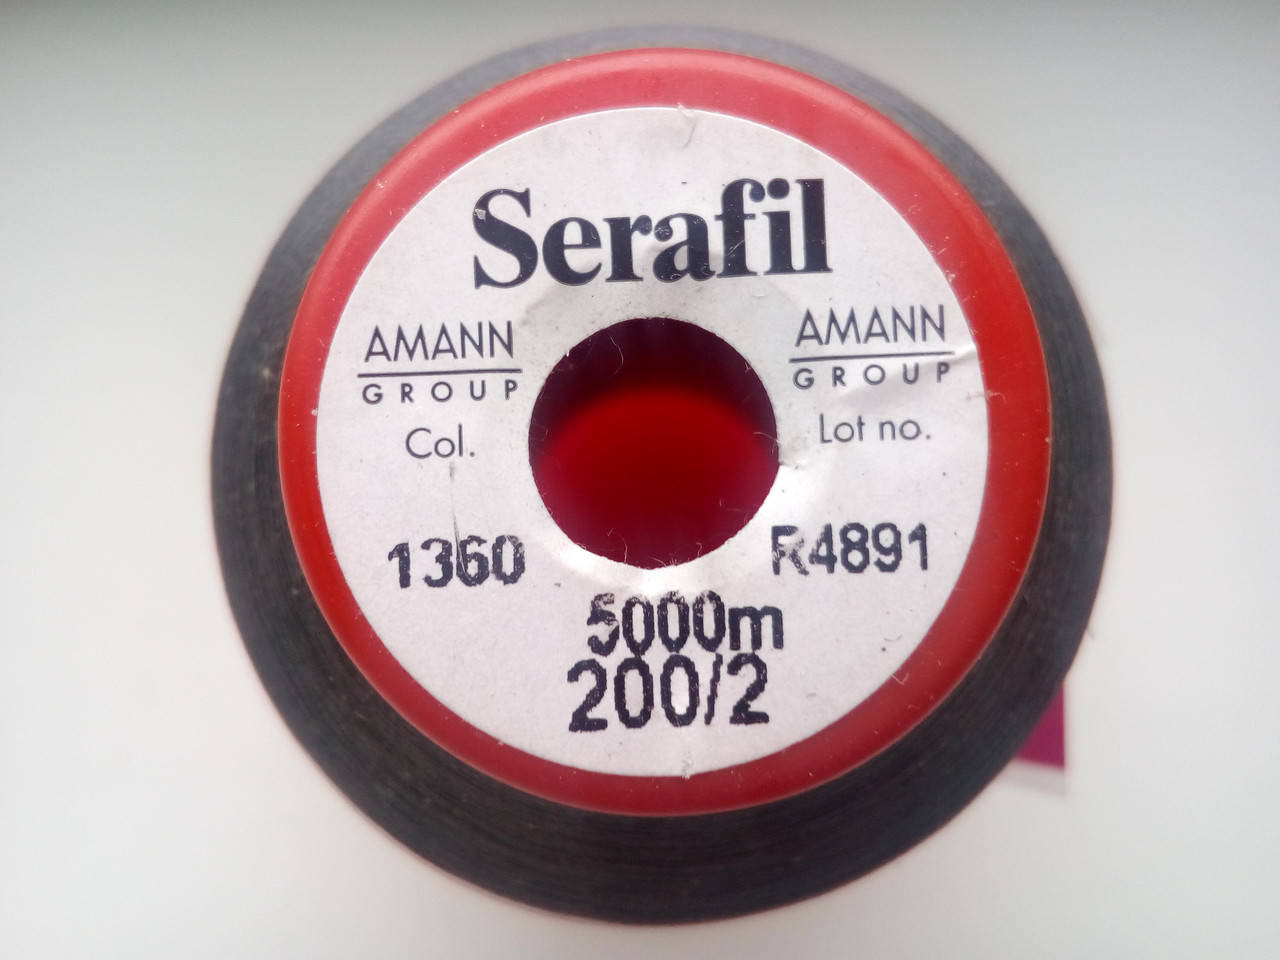 Serafil
AMANN
GROUP
AMANN
GROUP
Col.
Lot no.
1360
R4891
5000m
200/2